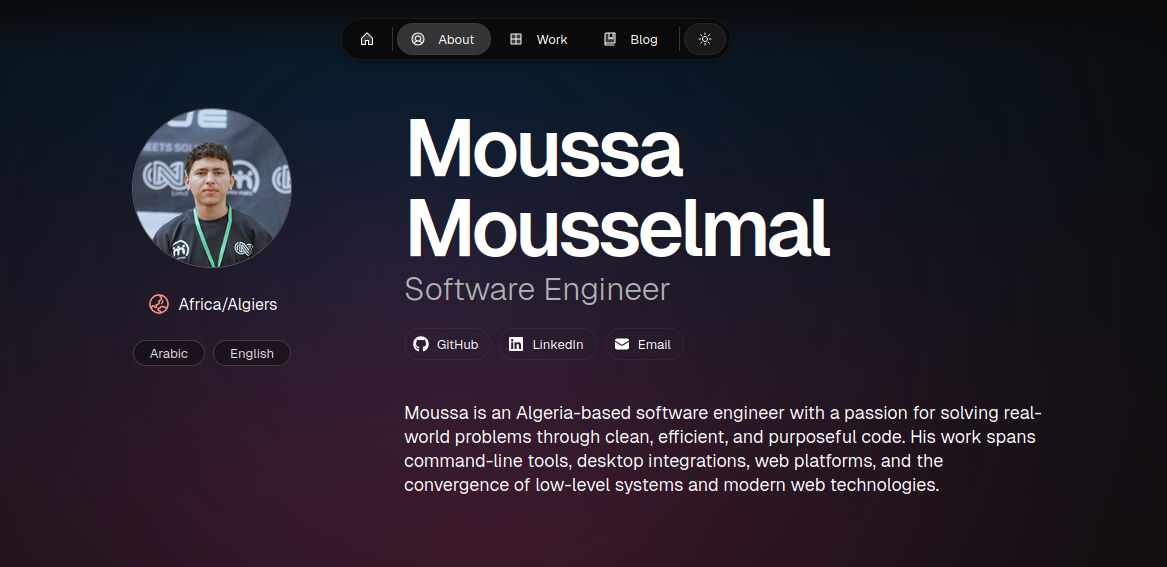 About
Work
Blog
EETS SOL
Moussa
Mousselmal
Software Engineer
Africa/Algiers
GitHub
LinkedIn
Email
Arabic
English
Moussa is an Algeria-based software engineer with a passion for solving real-
world problems through clean, efficient, and purposeful code. His work spans
command-line tools, desktop integrations, web platforms, and the
convergence of low-level systems and modern web technologies.